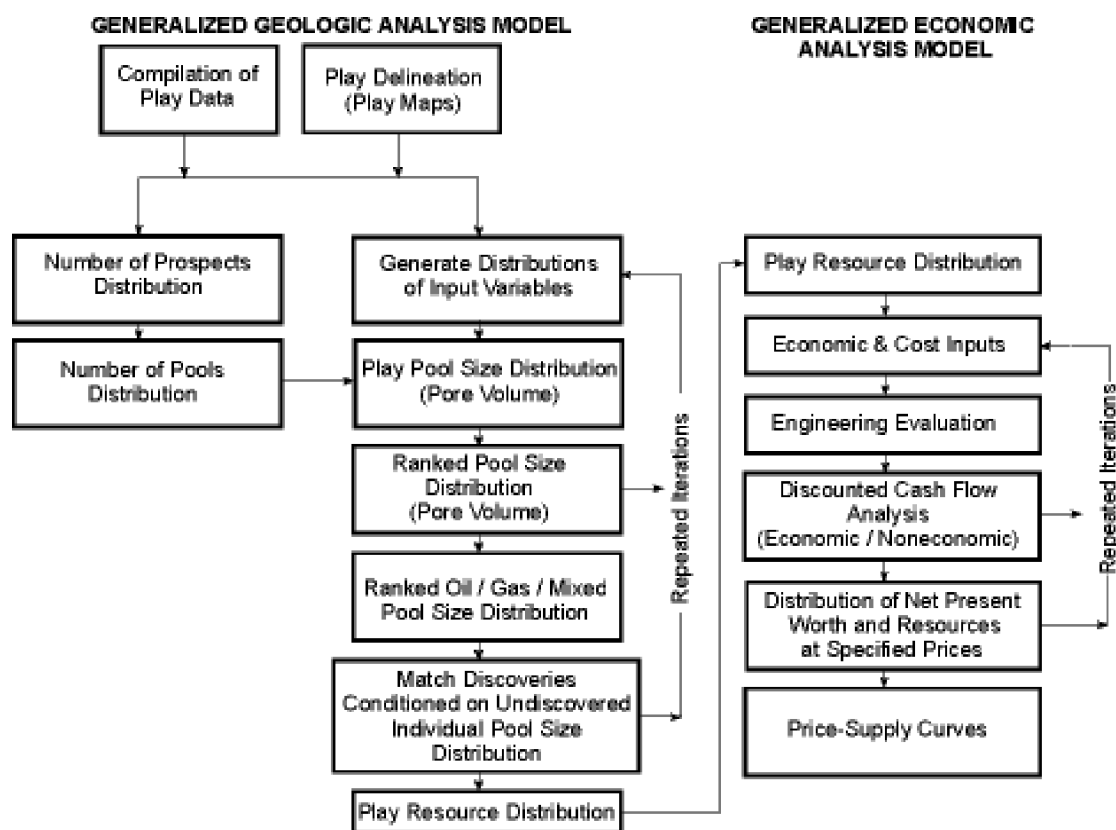 GENERALIZED GEOLOGIC ANALYSIS MODEL
Compilation of
Play Data
Play Delineation
(Play Maps)
Number of Prospects
Distribution
Generate Distributions
of Input Variables
Number of Pools
Distribution
Play Pool Size Distribution
(Pore Volume)
Ranked Pool Size
Distribution
(Pore Volume)
Ranked Oil / Gas / Mixed
Pool Size Distribution
Match Discoveries
Conditioned on Undiscovered
Individual Pool Size
Distribution
Play Resource Distribution
Repeated Iterations
GENERALIZED ECONOMIC
ANALYSIS MODEL
Play Resource Distribution
Economic & Cost Inputs
Engineering Evaluation
Discounted Cash Flow
Analysis
(Economic / Noneconomic)
Distribution of Net Present
Worth and Resources
at Specified Prices
Price-Supply Curves
Repeated Iterations